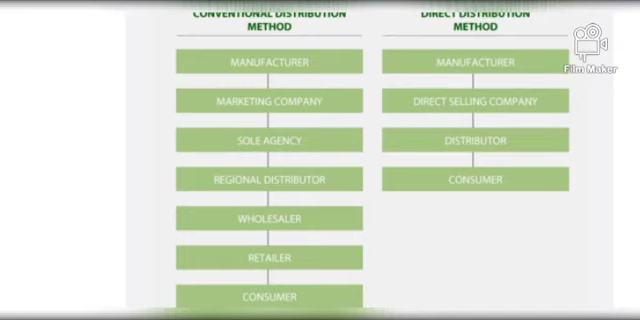 CONVENTIONAL DISTRIBUTION
METHOD
MANUFACTURER
MARKETING COMPANY
SOLE AGENCY
REGIONAL DISTRIBUTOR
WHOLESALER
RETAILER
CONSUMER
DIRECT DISTRIBUTION
METHOD
MANUFACTURER
DIRECT SELLING COMPANY
DISTRIBUTOR
CONSUMER
Film Maker